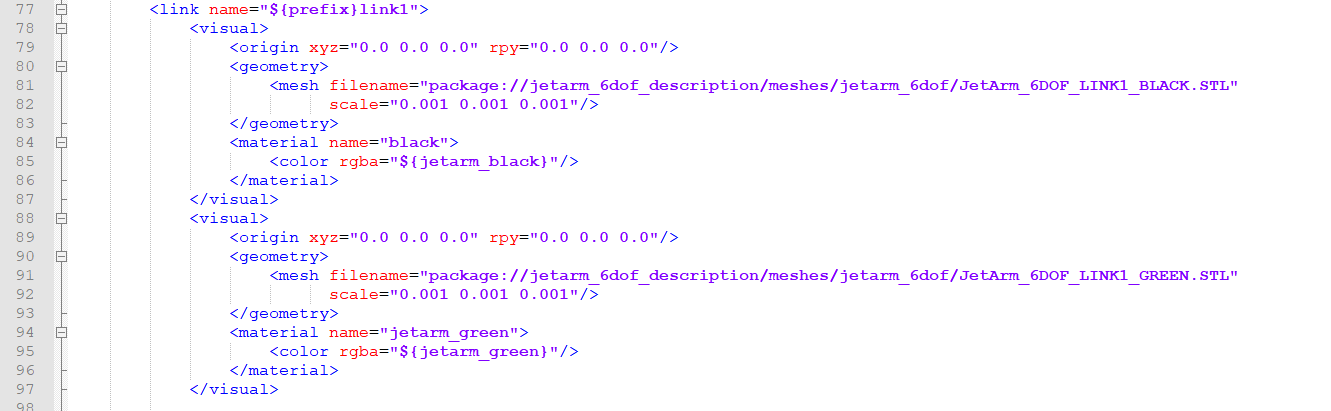 77 <link name="${prefix}link1">
78 <visual>
79 <origin xyz="0.0 0.0 0.0" rpy="0.0 0.0 0.0"/>
80 <geometry>
81 <mesh filename="package://jetarm_6dof_description/meshes/jetarm_6dof/JetArm_6DOF_LINK1_BLACK.STL"
82 scale="0.001 0.001 0.001"/>
83 </geometry>
84 <material name="black">
85 <color rgba="${jetarm_black}"/>
86 </material>
87 </visual>
88 <visual>
89 <origin xyz="0.0 0.0 0.0" rpy="0.0 0.0 0.0"/>
90 <geometry>
91 <mesh filename="package://jetarm_6dof_description/meshes/jetarm_6dof/JetArm_6DOF_LINK1_GREEN.STL"
92 scale="0.001 0.001 0.001"/>
93 </geometry>
94 <material name="jetarm_green">
95 <color rgba="${jetarm_green}"/>
96 </material>
97 </visual>
98